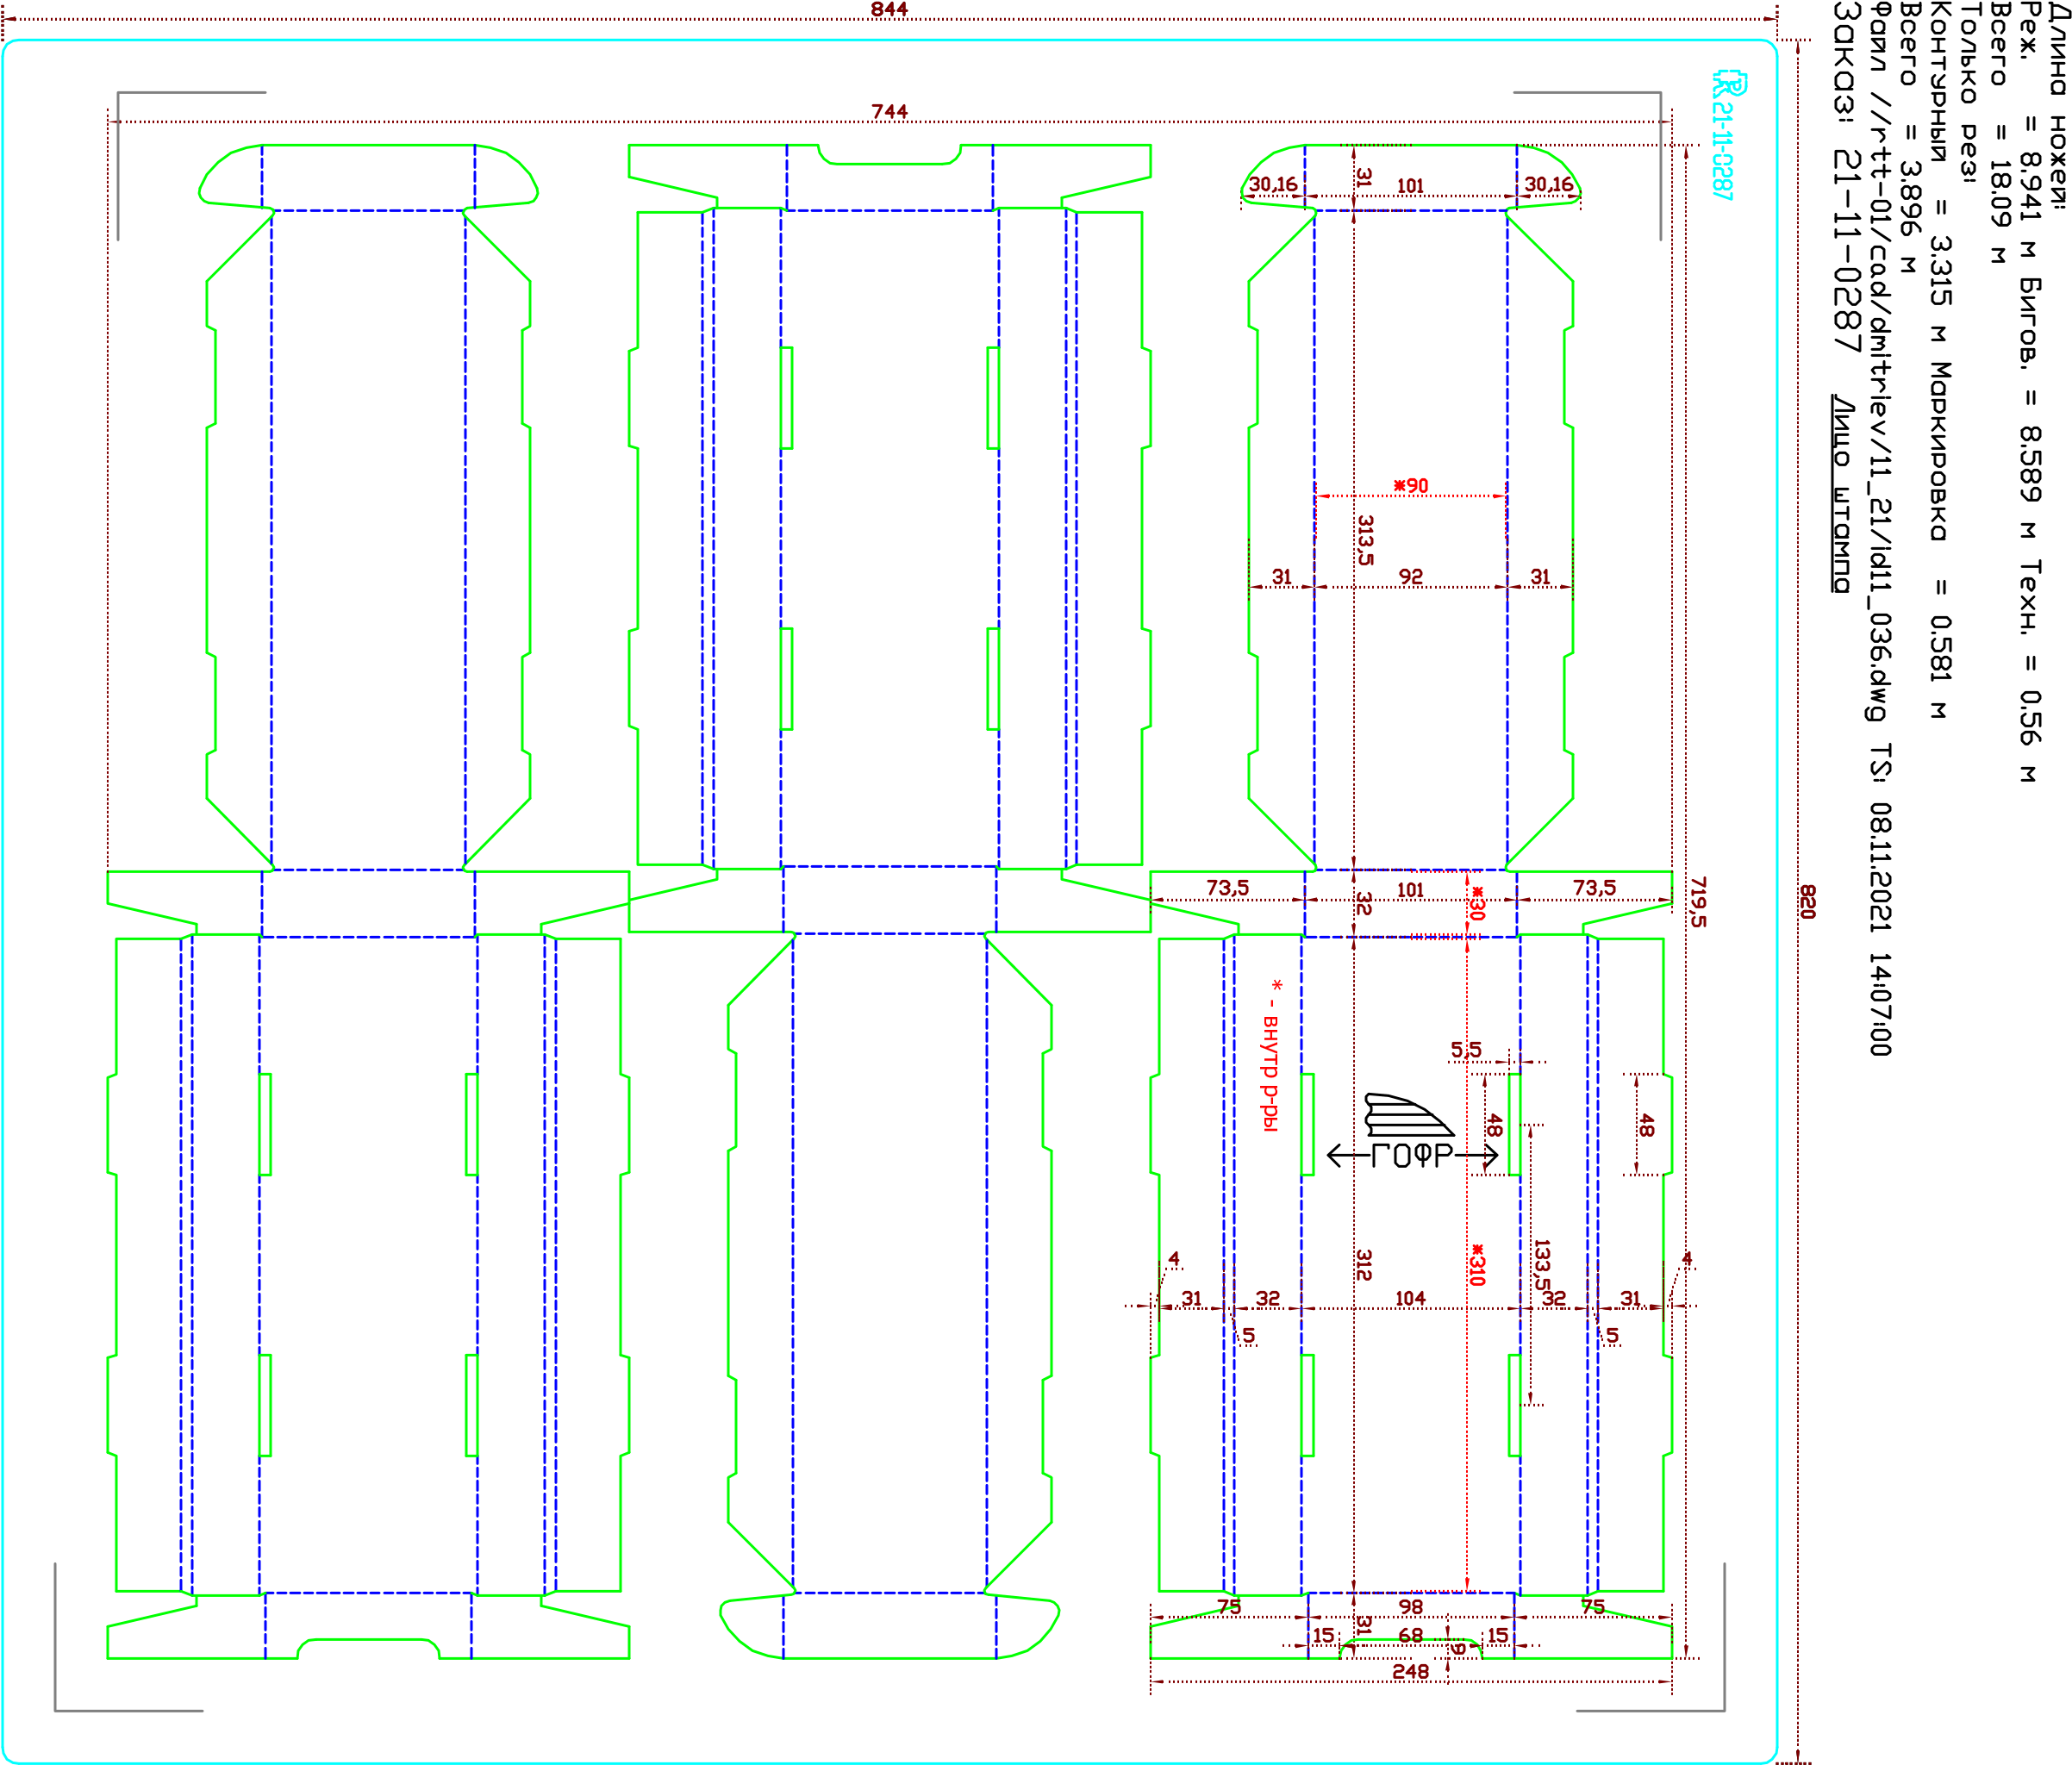 Длина ножей:
Реж. = 8.941 м Бигов. = 8.589 м Техн. = 0.56 м
Всего = 18.09 м
Только рез:
Контурный = 3.315 м Маркировка = 0.581 м
Всего = 3.896 м
Файл //rtt-01/cad/dmitriev/11_21/id11_036.dwg TS: 08.11.2021 14:07:00
Заказ: 21-11-0287 Лицо штампа
844
820
21-11-0287
744
719,5
31
30,16 101 30,16
*90
313,5
31 92 31
73,5 101 73,5
32
*30
* - внутр р-ры
5,5
48
48
ГОФР
133,5
312
*310
4 4
31 32 104 32 31
5 5
75 98 75
31
15 68 15
9
248